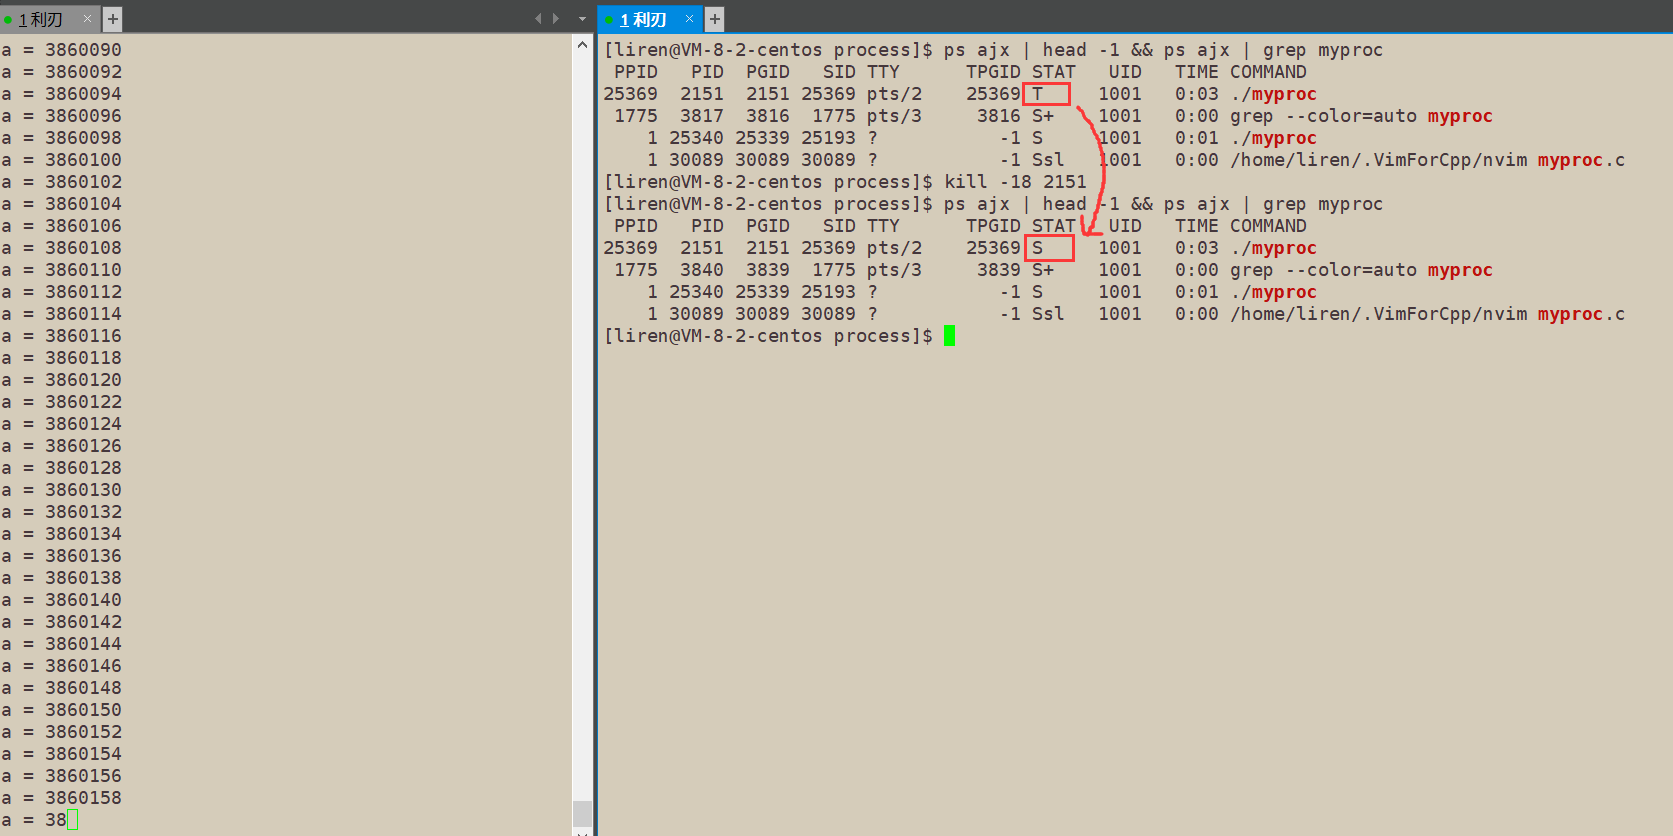 1 利刃 × +
a = 3860090
a = 3860092
a = 3860094
a = 3860096
a = 3860098
a = 3860100
a = 3860102
a = 3860104
a = 3860106
a = 3860108
a = 3860110
a = 3860112
a = 3860114
a = 3860116
a = 3860118
a = 3860120
a = 3860122
a = 3860124
a = 3860126
a = 3860128
a = 3860130
a = 3860132
a = 3860134
a = 3860136
a = 3860138
a = 3860140
a = 3860142
a = 3860144
a = 3860146
a = 3860148
a = 3860150
a = 3860152
a = 3860154
a = 3860156
a = 3860158
a = 38
1 利刃 × +
[liren@VM-8-2-centos process]$ ps ajx | head -1 && ps ajx | grep myproc
PPID PID PGID SID TTY TPGID STAT UID TIME COMMAND
25369 2151 2151 25369 pts/2 25369 T 1001 0:03 ./myproc
1775 3817 3816 1775 pts/3 3816 S+ 1001 0:00 grep --color=auto myproc
1 25340 25339 25193 ? -1 S 1001 0:01 ./myproc
1 30089 30089 30089 ? -1 Ssl 1001 0:00 /home/liren/.VimForCpp/nvim myproc.c
[liren@VM-8-2-centos process]$ kill -18 2151
[liren@VM-8-2-centos process]$ ps ajx | head -1 && ps ajx | grep myproc
PPID PID PGID SID TTY TPGID STAT UID TIME COMMAND
25369 2151 2151 25369 pts/2 25369 S 1001 0:03 ./myproc
1775 3840 3839 1775 pts/3 3839 S+ 1001 0:00 grep --color=auto myproc
1 25340 25339 25193 ? -1 S 1001 0:01 ./myproc
1 30089 30089 30089 ? -1 Ssl 1001 0:00 /home/liren/.VimForCpp/nvim myproc.c
[liren@VM-8-2-centos process]$